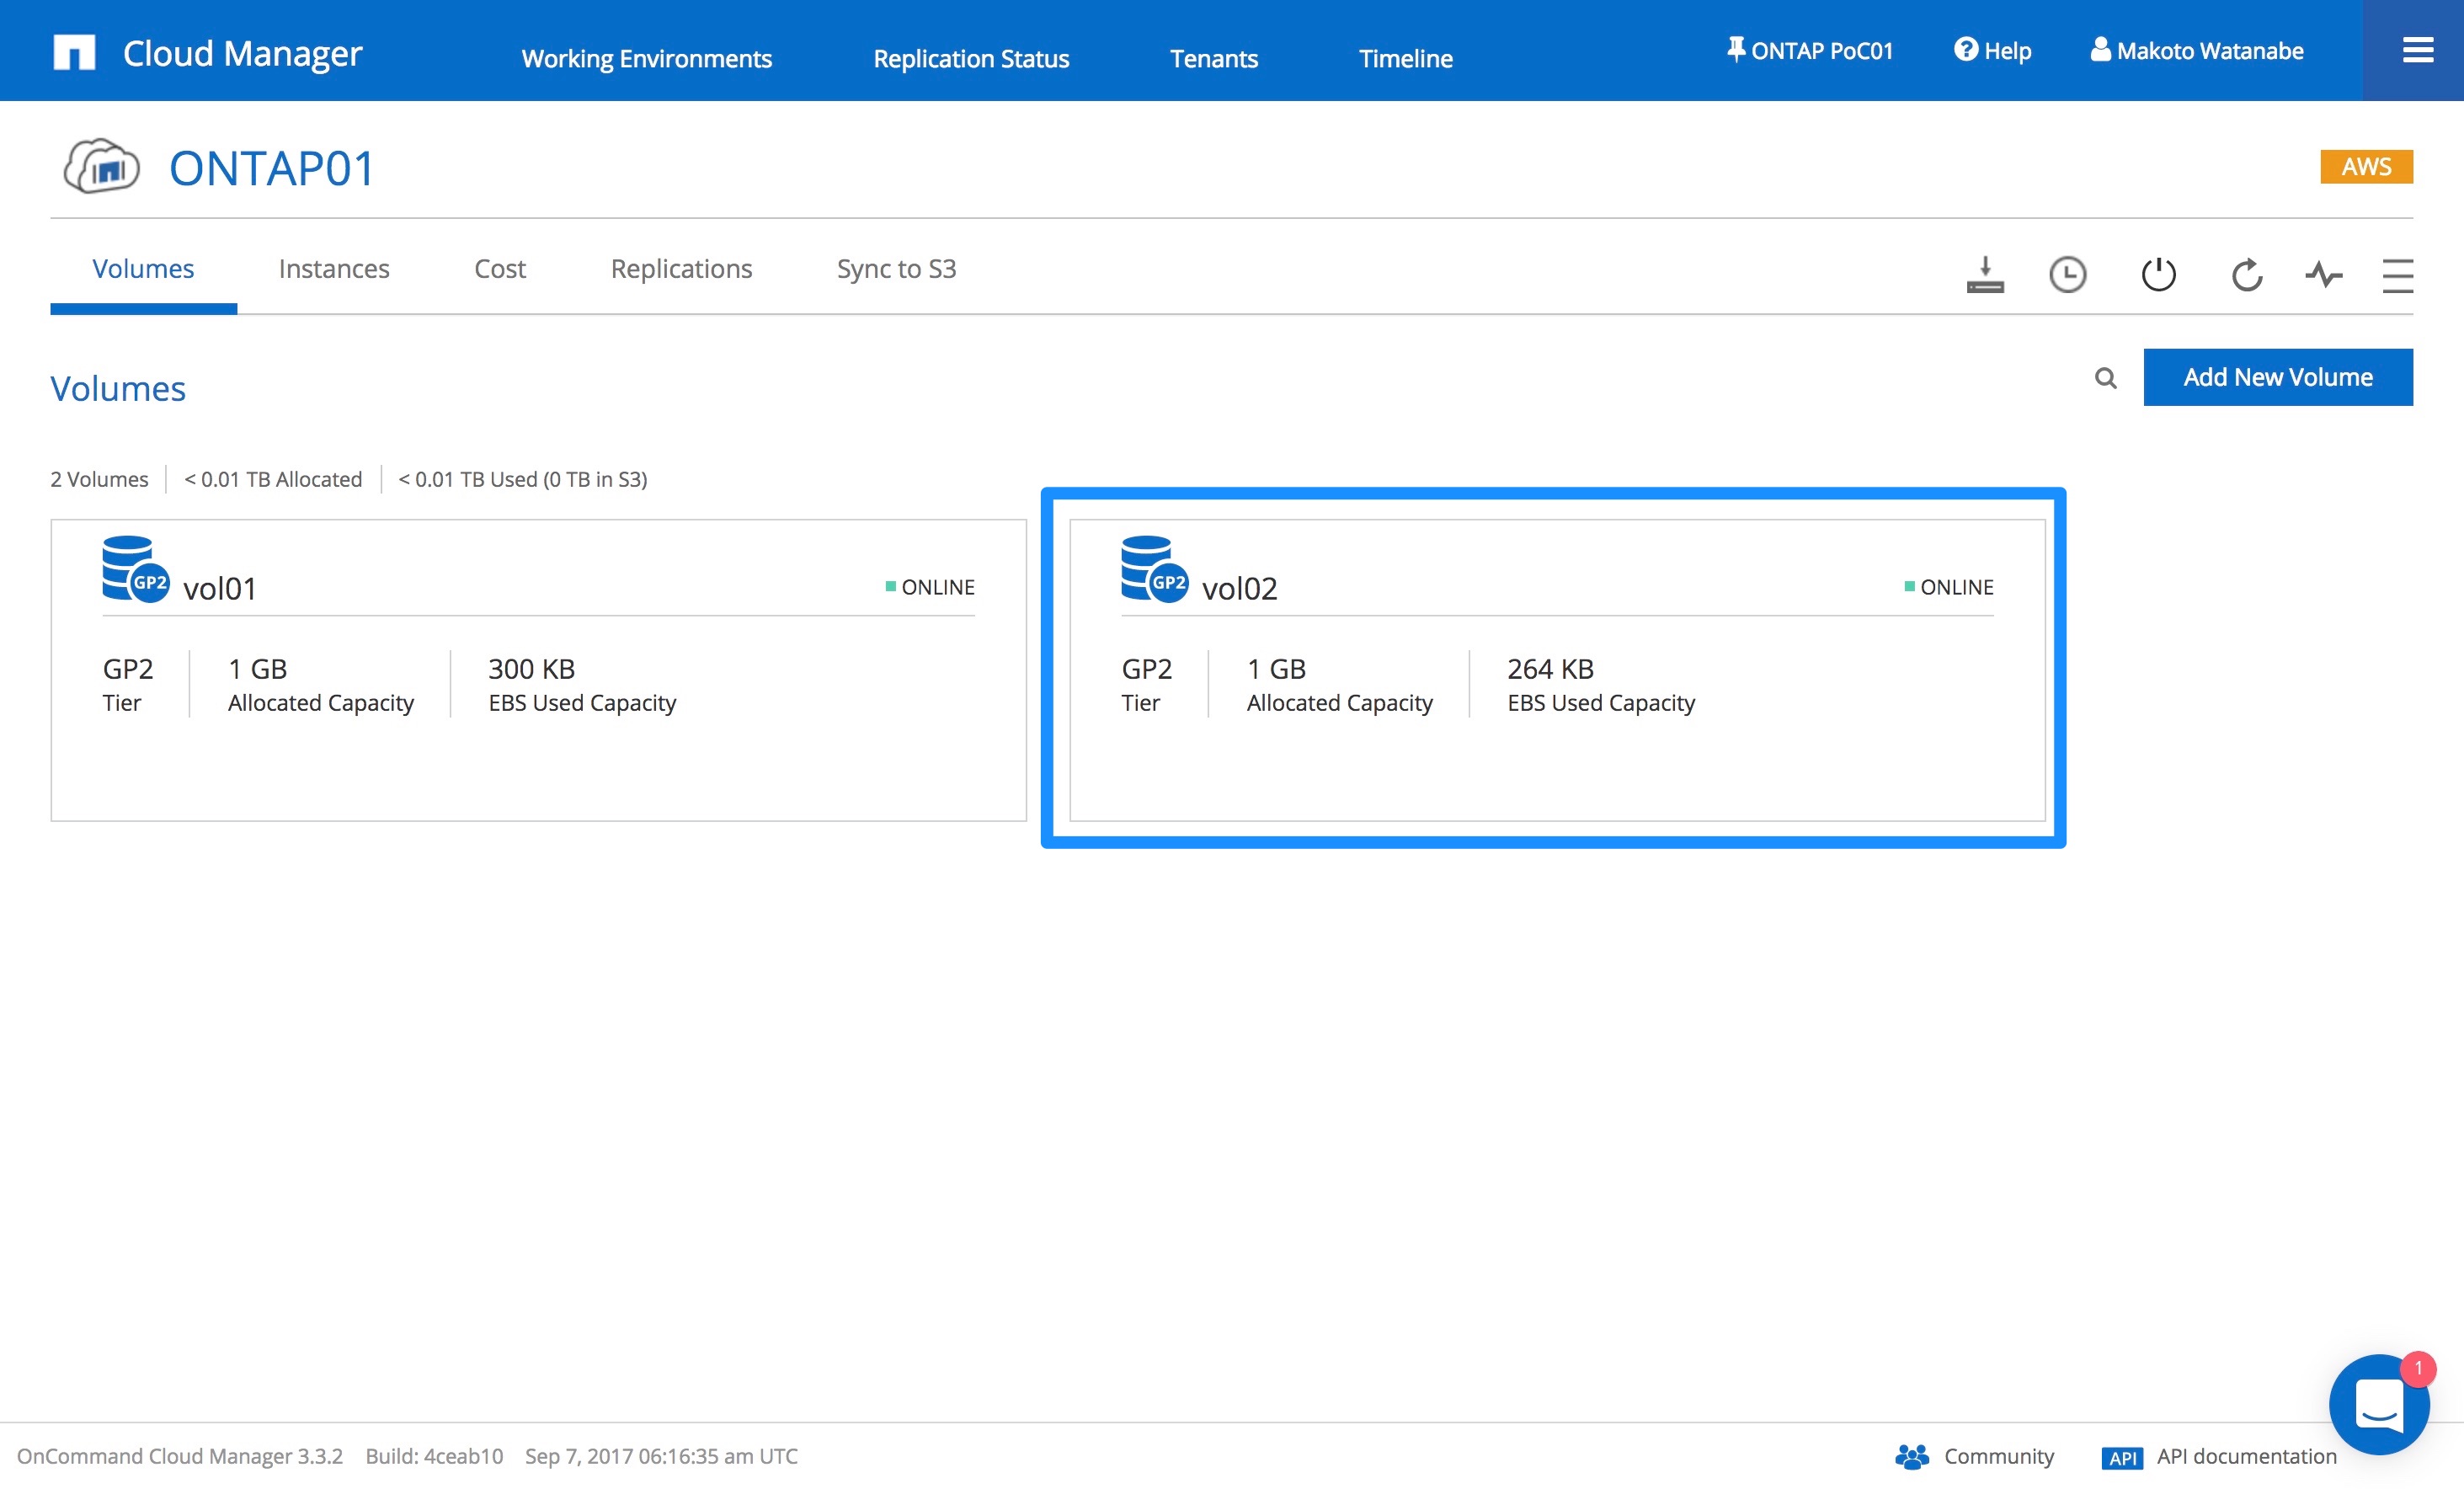 Cloud Manager Working Environments Replication Status Tenants Timeline ONTAP PoC01 Help Makoto Watanabe
ONTAP01 AWS
Volumes Instances Cost Replications Sync to S3
Volumes Add New Volume
2 Volumes < 0.01 TB Allocated < 0.01 TB Used (0 TB in S3)
GP2 vol01 ONLINE
GP2 1 GB 300 KB
Tier Allocated Capacity EBS Used Capacity
GP2 vol02 ONLINE
GP2 1 GB 264 KB
Tier Allocated Capacity EBS Used Capacity
1
OnCommand Cloud Manager 3.3.2 Build: 4ceab10 Sep 7, 2017 06:16:35 am UTC Community API API documentation